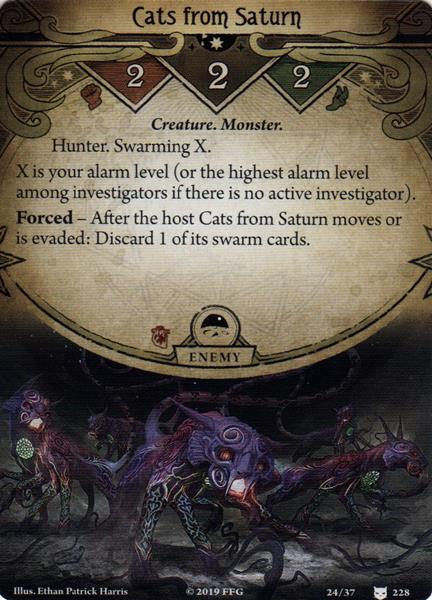 Cats from Saturn
2 2 2
Creature. Monster.
Hunter. Swarming X.
X is your alarm level (or the highest alarm level
among investigators if there is no active investigator).
Forced – After the host Cats from Saturn moves or
is evaded: Discard 1 of its swarm cards.
ENEMY
Illus. Ethan Patrick Harris © 2019 FFG 24/37 228